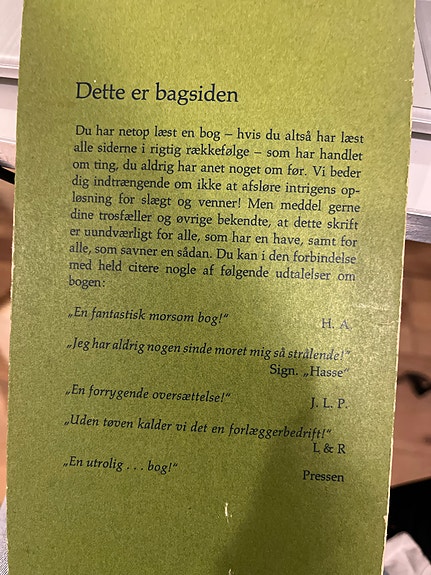 Dette er bagsiden
Du har netop læst en bog – hvis du altså har læst
alle siderne i rigtig rækkefølge – som har handlet
om ting, du aldrig har anet noget om før. Vi beder
dig indtrængende om ikke at afsløre intrigens op-
løsning for slægt og venner! Men meddel gerne
dine trosfæller og øvrige bekendte, at dette skrift
er uundværligt for alle, som har en have, samt for
alle, som savner en sådan. Du kan i den forbindelse
med held citere nogle af følgende udtalelser om
bogen:
„En fantastisk morsom bog!"
H. A.
„Jeg har aldrig nogen sinde moret mig så strålende!"
Sign. „Hasse"
„En forrygende oversættelse!"
J. L. P.
„Uden tøven kalder vi det en forlæggerbedrift!"
L & R
„En utrolig . . . bog!"
Pressen